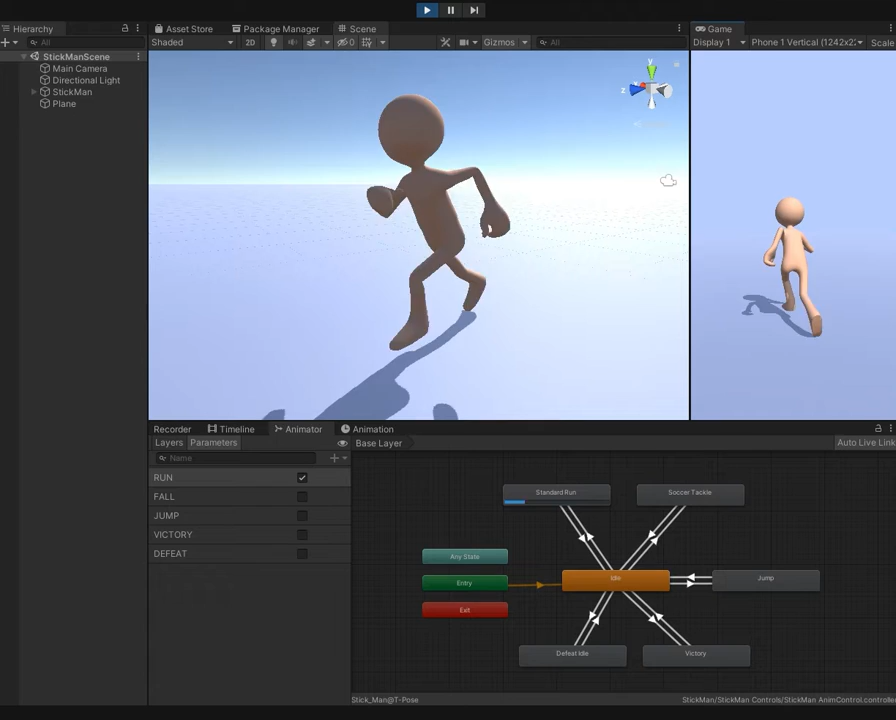 Hierarchy
Asset Store
Package Manager
Scene
Game
All
Shaded
2D
0
Gizmos
All
Display 1
Phone 1 Vertical (1242x2
Scale
StickManScene
Main Camera
Directional Light
StickMan
Plane
y
z
Recorder
Timeline
Animator
Animation
Layers
Parameters
Base Layer
Auto Live Link
Name
RUN
FALL
JUMP
VICTORY
DEFEAT
Standard Run
Soccer Tackle
Any State
Entry
Idle
Jump
Exit
Defeat Idle
Victory
Stick_Man@T-Pose
StickMan/StickMan Controls/StickMan AnimControl.controlle